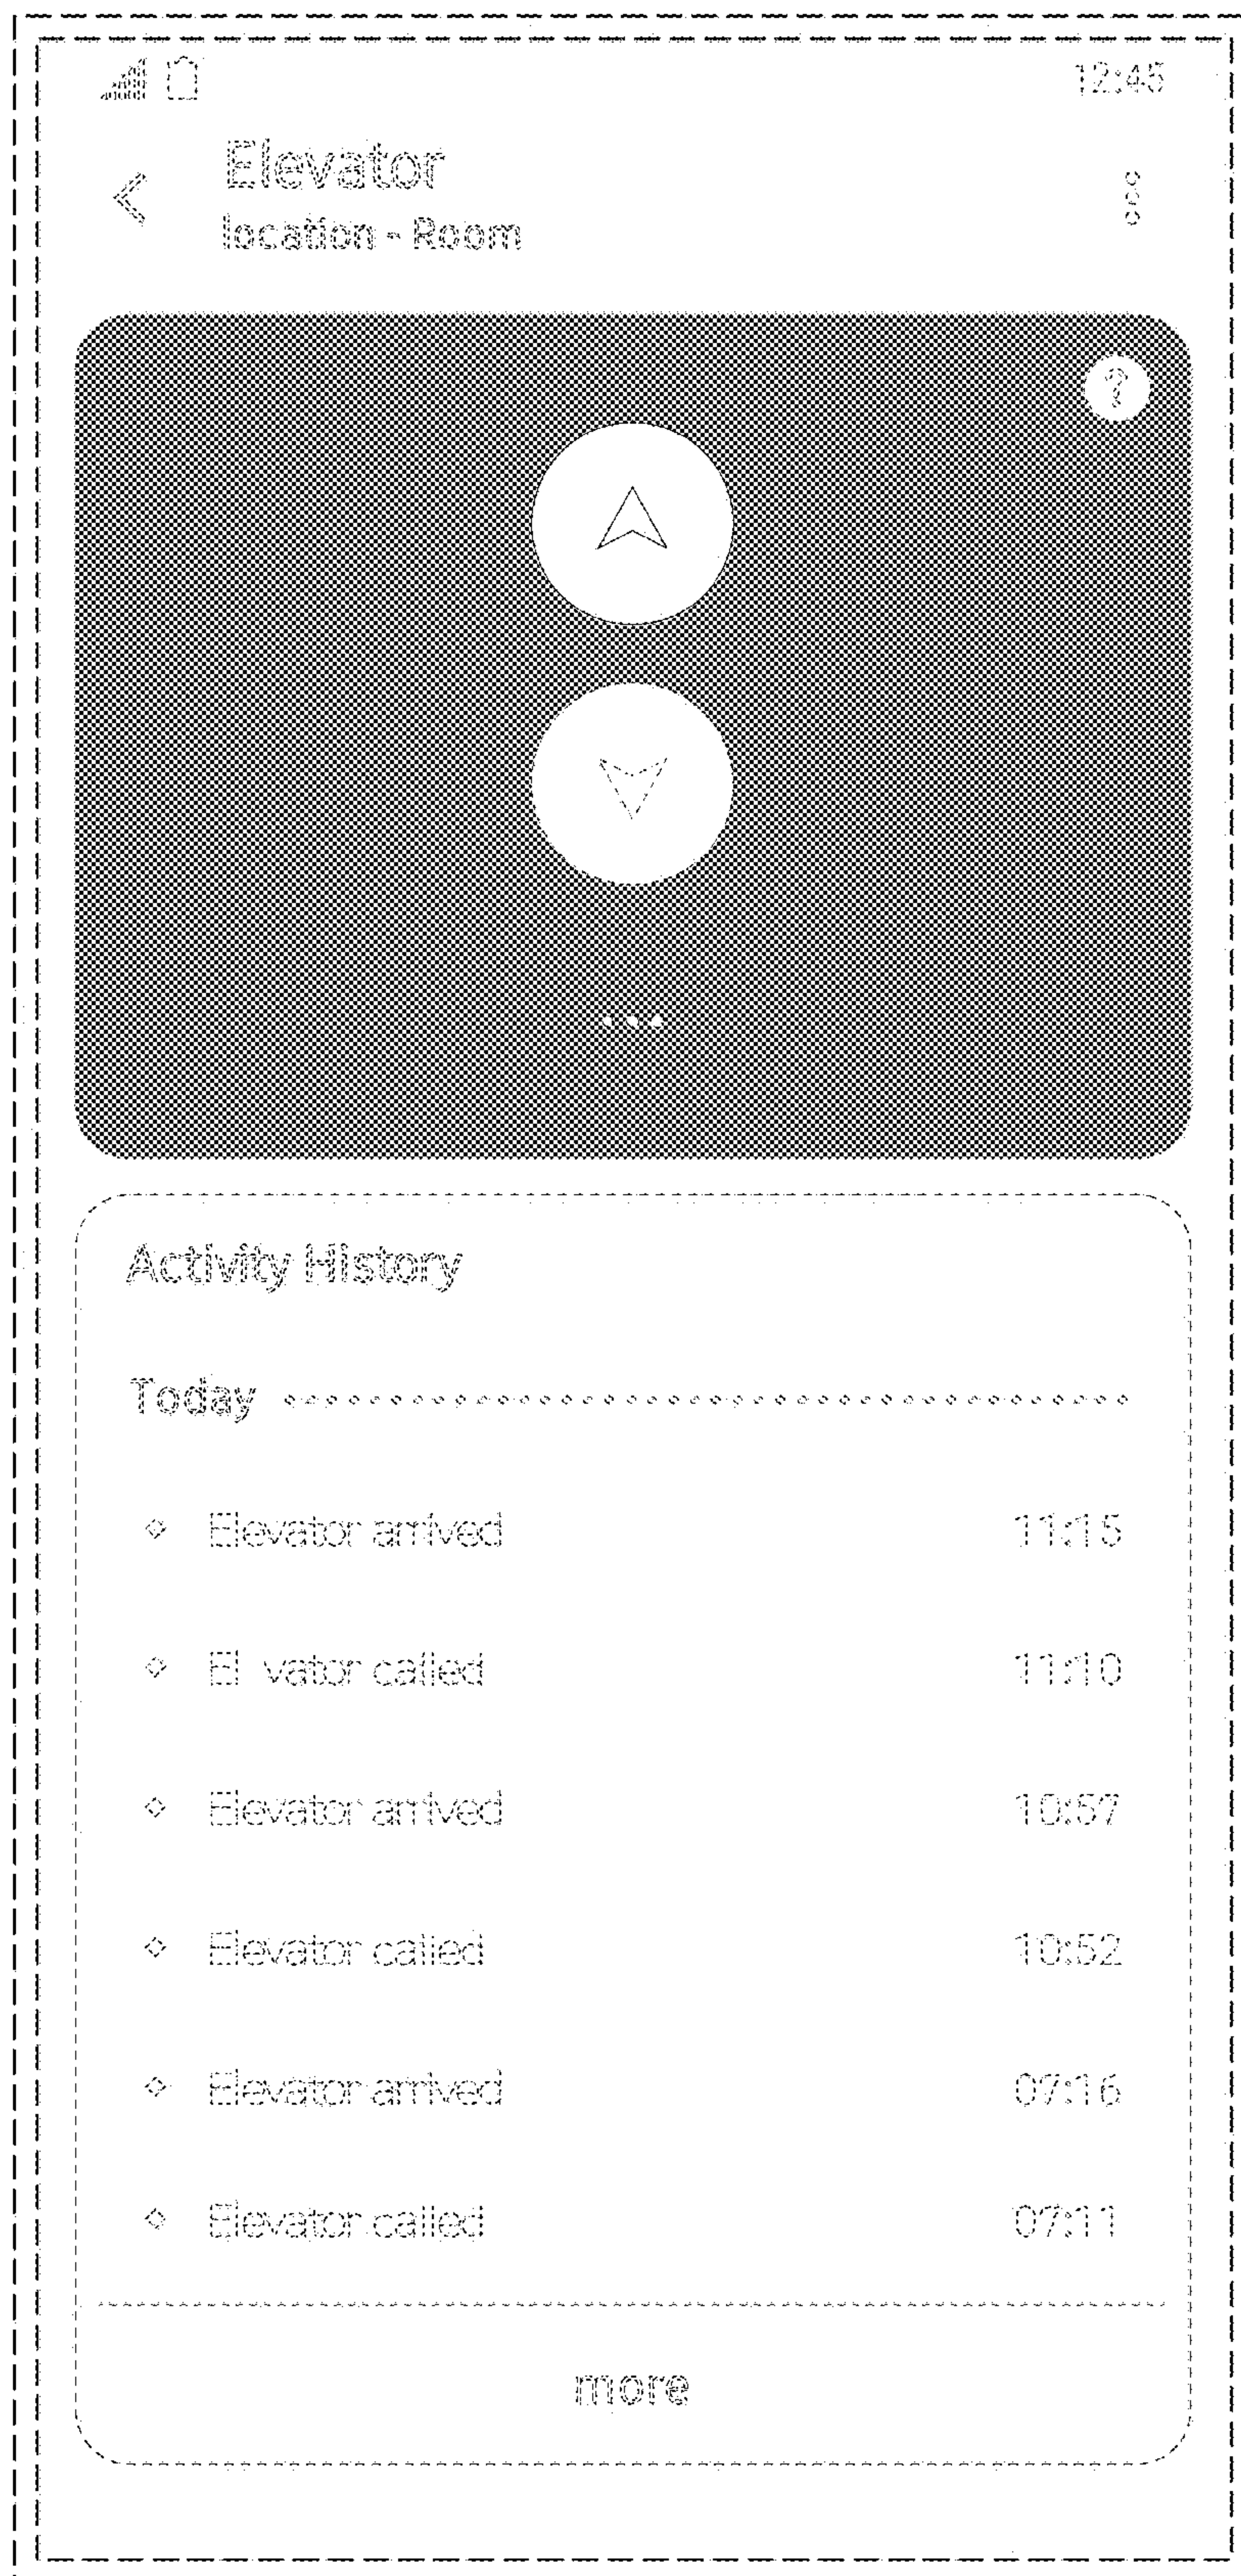 12:45
Elevator
location - Room
?
Activity History
Today
Elevator arrived 11:15
El vator called 11:10
Elevator arrived 10:57
Elevator called 10:52
Elevator arrived 07:16
Elevator called 07:11
more